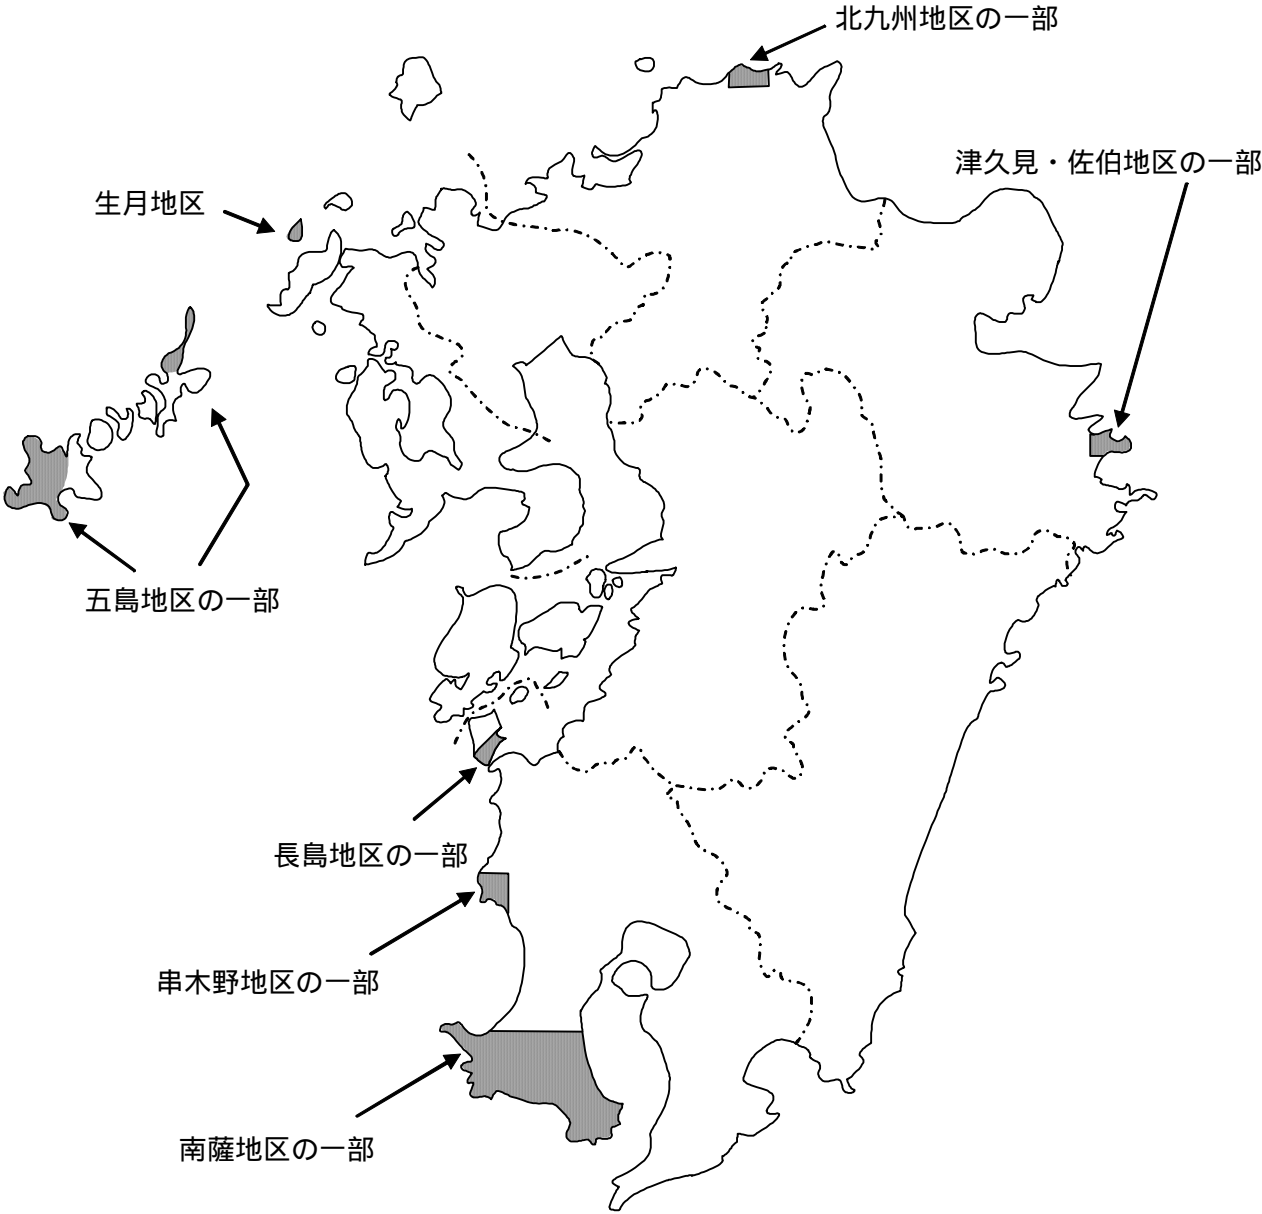 北九州地区の一部
津久見・佐伯地区の一部
生月地区
五島地区の一部
長島地区の一部
串木野地区の一部
南薩地区の一部